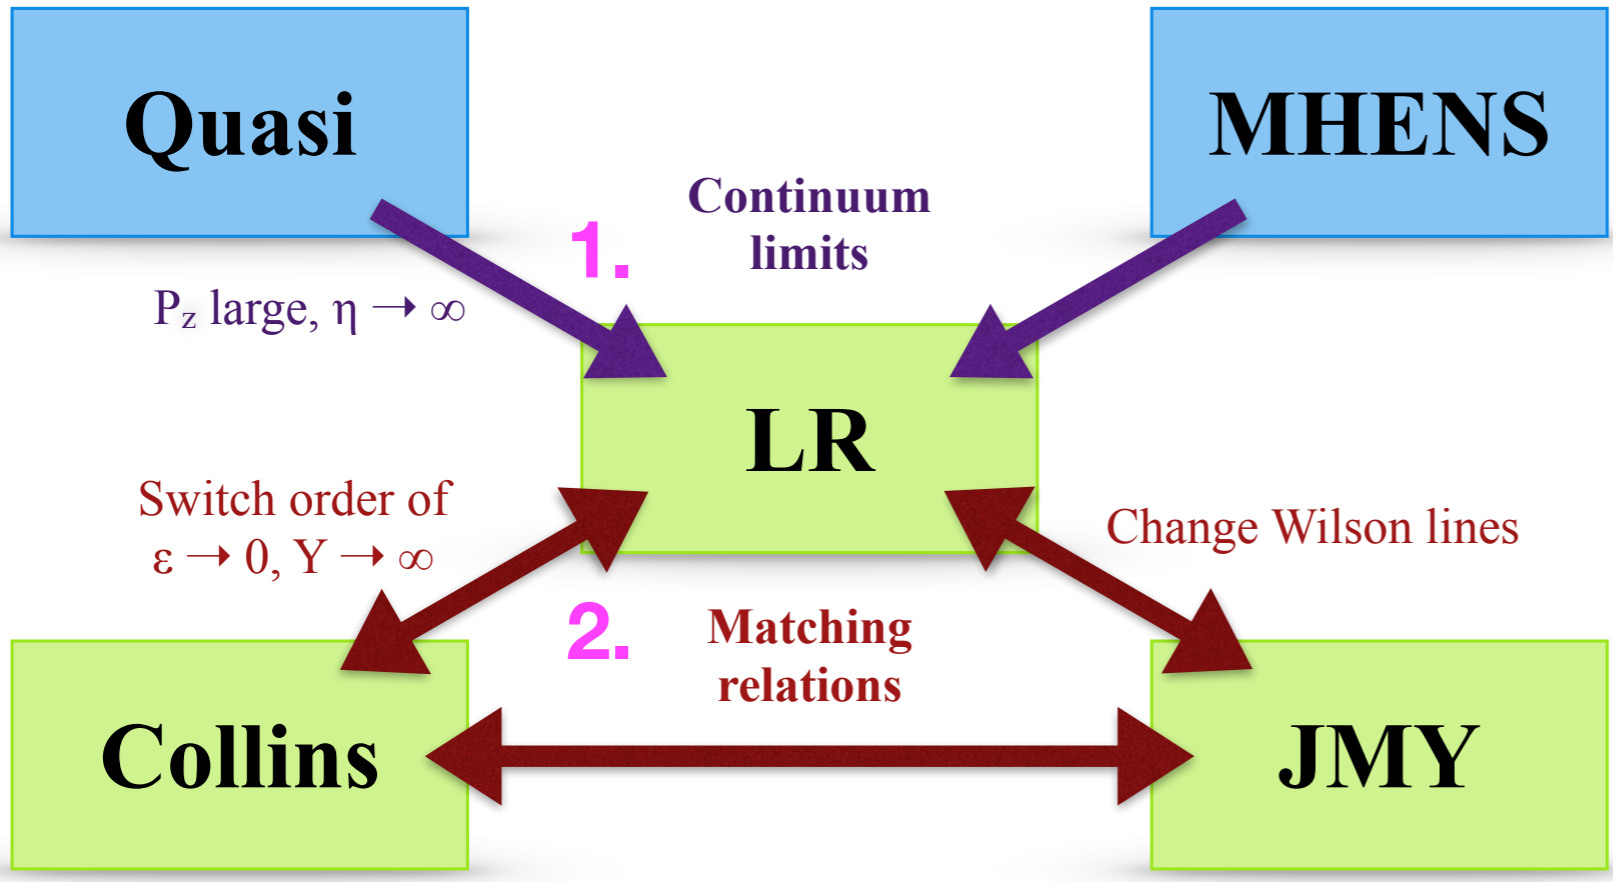 Quasi
MHENS
Continuum
limits
1.
P_z large, η → ∞
LR
Switch order of
ε → 0, Y → ∞
Change Wilson lines
2.
Matching
relations
Collins
JMY